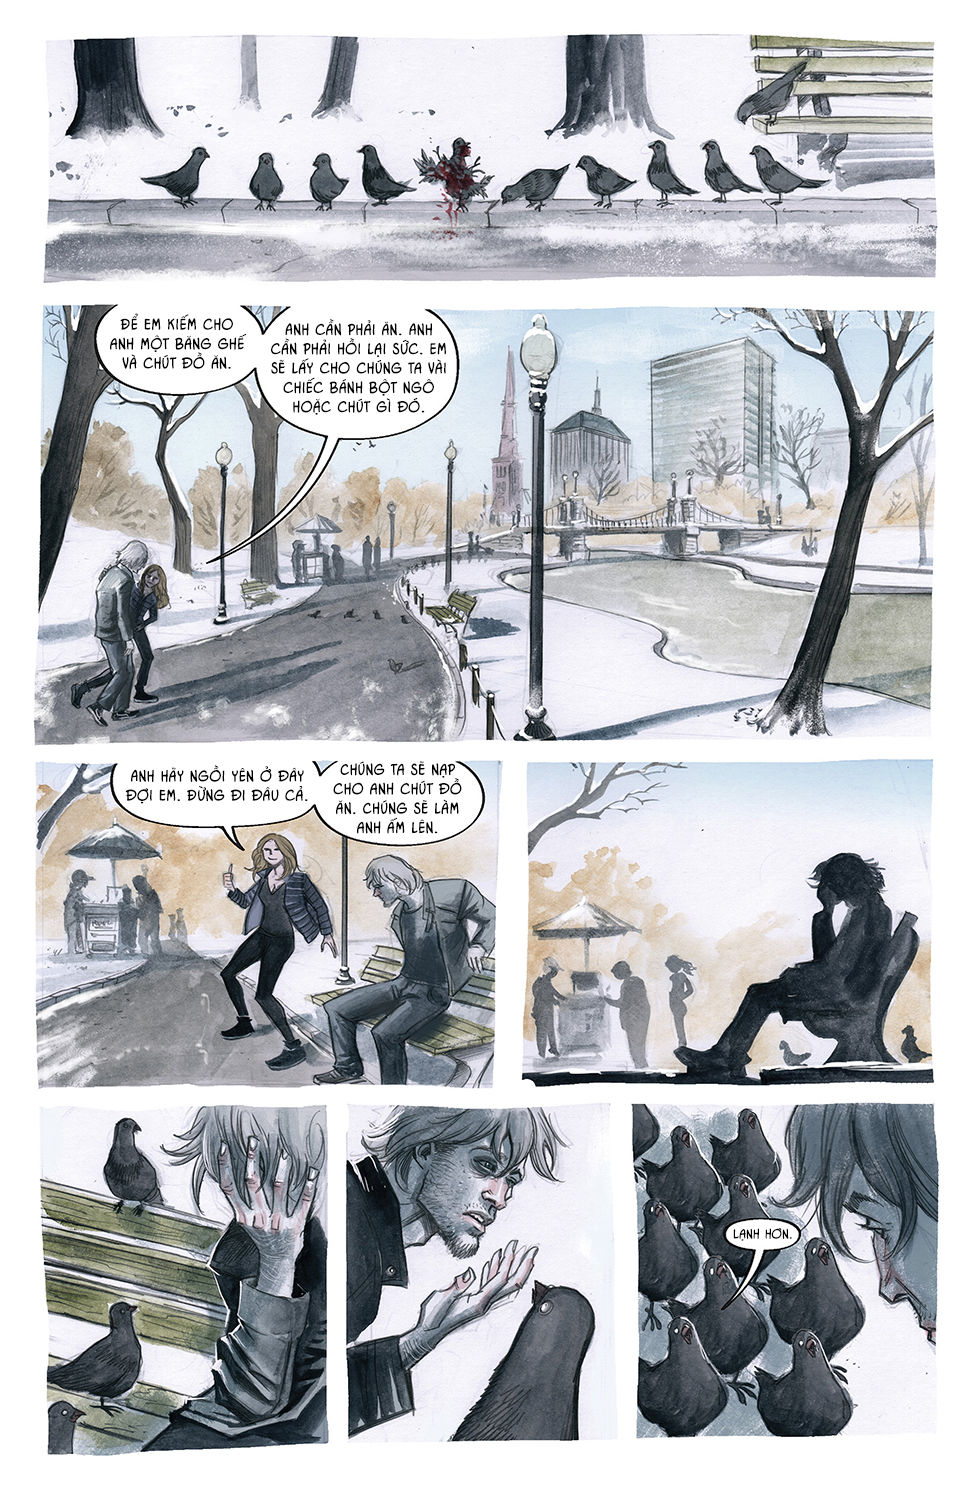 ĐỂ EM KIẾM CHO
ANH MỘT BĂNG GHẾ
VÀ CHÚT ĐỒ ĂN.
ANH CẦN PHẢI ĂN. ANH
CẦN PHẢI HỒI LẠI SỨC. EM
SẼ LẤY CHO CHÚNG TA VÀI
CHIẾC BÁNH BỘT NGÔ
HOẶC CHÚT GÌ ĐÓ.
ANH HÃY NGỒI YÊN Ở ĐÂY
ĐỢI EM. ĐỪNG ĐI ĐÂU CẢ.
CHÚNG TA SẼ NẠP
CHO ANH CHÚT ĐỒ
ĂN. CHÚNG SẼ LÀM
ANH ẤM LÊN.
LẠNH HƠN.